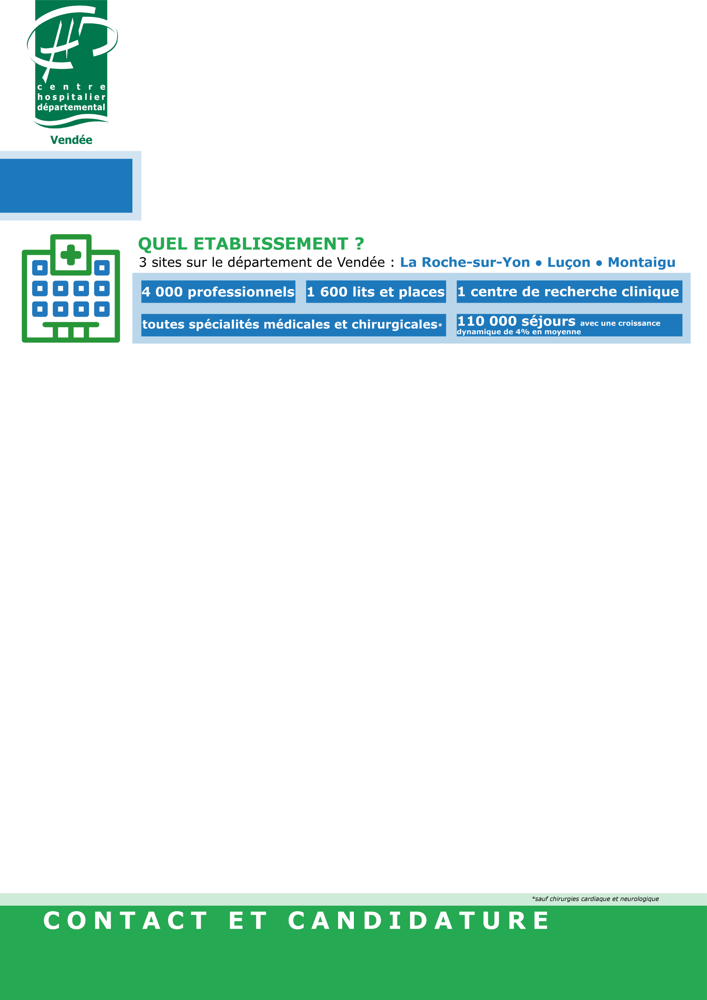 centre
hospitalier
départemental
Vendée
QUEL ETABLISSEMENT ?
3 sites sur le département de Vendée : La Roche-sur-Yon • Luçon • Montaigu
4 000 professionnels 1 600 lits et places 1 centre de recherche clinique
toutes spécialités médicales et chirurgicales* 110 000 séjours avec une croissance
dynamique de 4% en moyenne
*sauf chirurgies cardiaque et neurologique
CONTACT ET CANDIDATURE